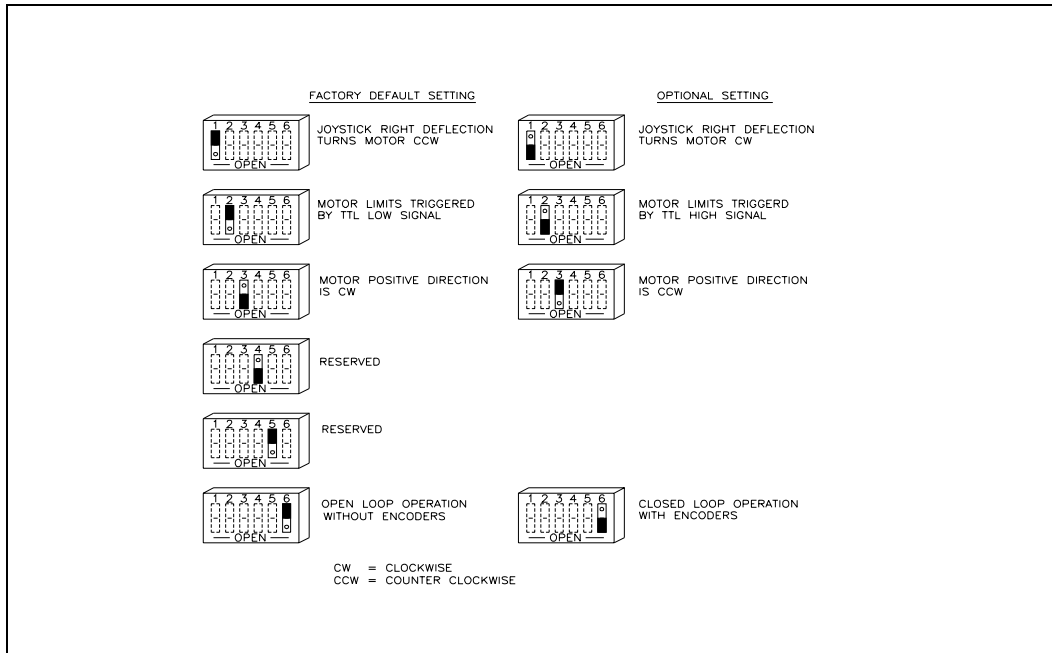 FACTORY DEFAULT SETTING
OPTIONAL SETTING
1 2 3 4 5 6
OPEN
JOYSTICK RIGHT DEFLECTION
TURNS MOTOR CCW
1 2 3 4 5 6
OPEN
JOYSTICK RIGHT DEFLECTION
TURNS MOTOR CW
1 2 3 4 5 6
OPEN
MOTOR LIMITS TRIGGERED
BY TTL LOW SIGNAL
1 2 3 4 5 6
OPEN
MOTOR LIMITS TRIGGERD
BY TTL HIGH SIGNAL
1 2 3 4 5 6
OPEN
MOTOR POSITIVE DIRECTION
IS CW
1 2 3 4 5 6
OPEN
MOTOR POSITIVE DIRECTION
IS CCW
1 2 3 4 5 6
OPEN
RESERVED
1 2 3 4 5 6
OPEN
RESERVED
1 2 3 4 5 6
OPEN
OPEN LOOP OPERATION
WITHOUT ENCODERS
1 2 3 4 5 6
OPEN
CLOSED LOOP OPERATION
WITH ENCODERS
CW = CLOCKWISE
CCW = COUNTER CLOCKWISE